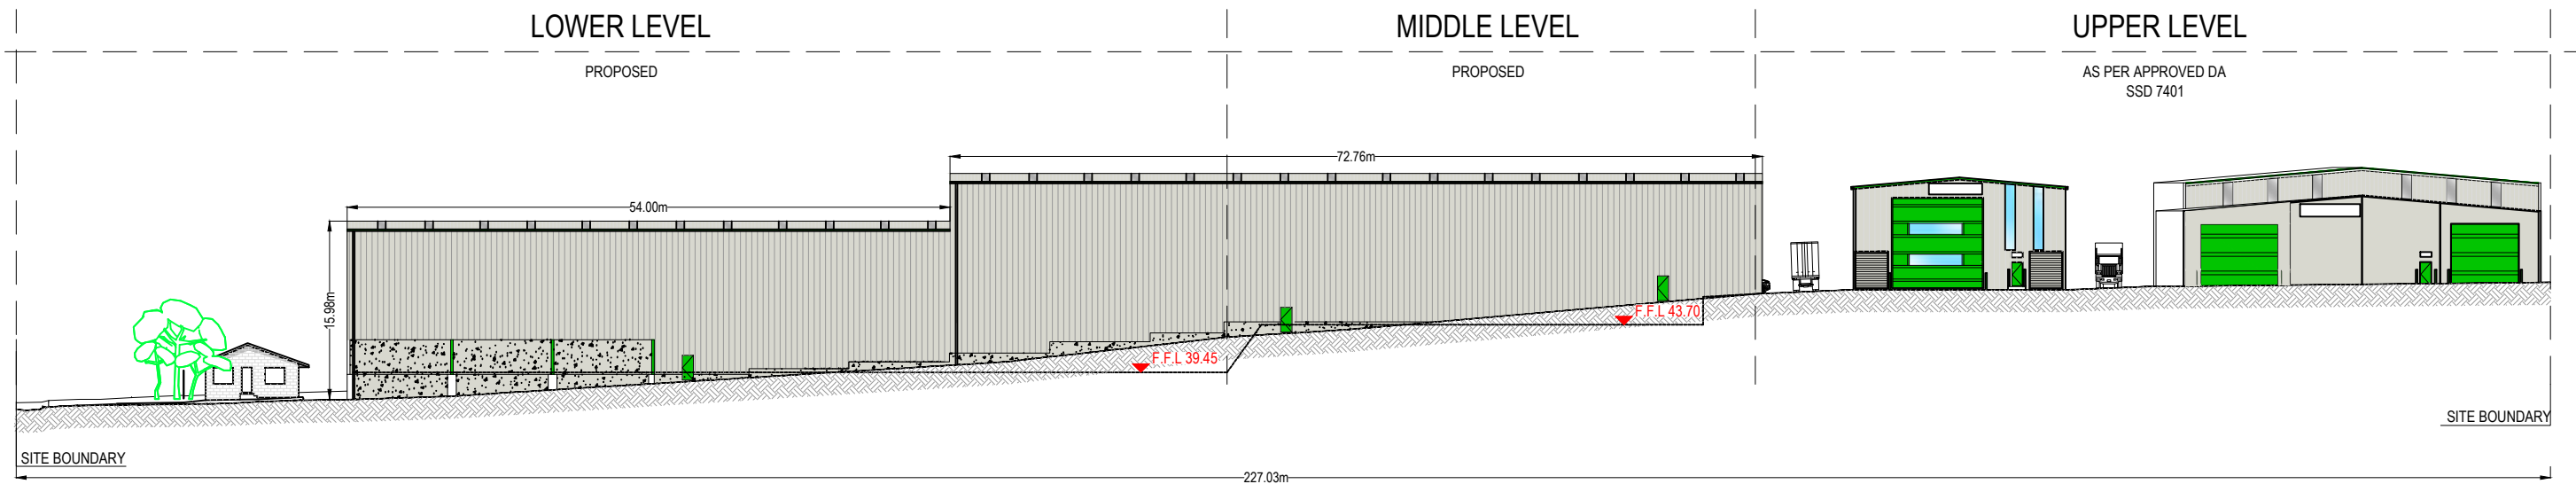 LOWER LEVEL
MIDDLE LEVEL
UPPER LEVEL
PROPOSED
PROPOSED
AS PER APPROVED DA
SSD 7401
72.76m
54.00m
15.98m
F.F.L 43.70
F.F.L 39.45
SITE BOUNDARY
SITE BOUNDARY
227.03m